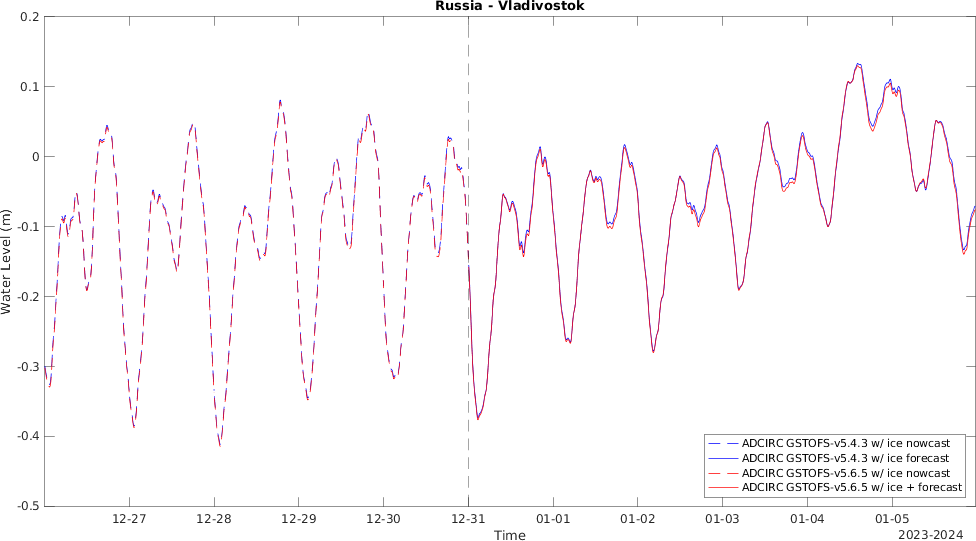 Russia - Vladivostok
0.2
0.1
0
-0.1
-0.2
-0.3
-0.4
-0.5
Water Level (m)
12-27 12-28 12-29 12-30 12-31 01-01 01-02 01-03 01-04 01-05
Time
2023-2024
ADCIRC GSTOFS-v5.4.3 w/ ice nowcast
ADCIRC GSTOFS-v5.4.3 w/ ice forecast
ADCIRC GSTOFS-v5.6.5 w/ ice nowcast
ADCIRC GSTOFS-v5.6.5 w/ ice + forecast